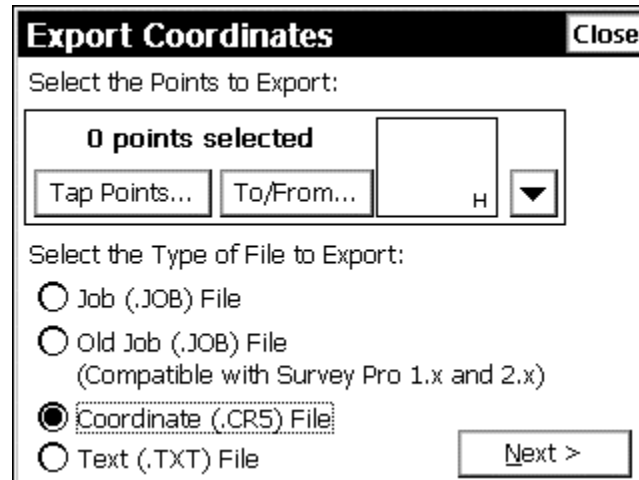 Export Coordinates
Close
Select the Points to Export:
0 points selected
Tap Points...
To/From...
H
Select the Type of File to Export:
Job (.JOB) File
Old Job (.JOB) File
(Compatible with Survey Pro 1.x and 2.x)
Coordinate (.CR5) File
Text (.TXT) File
Next >